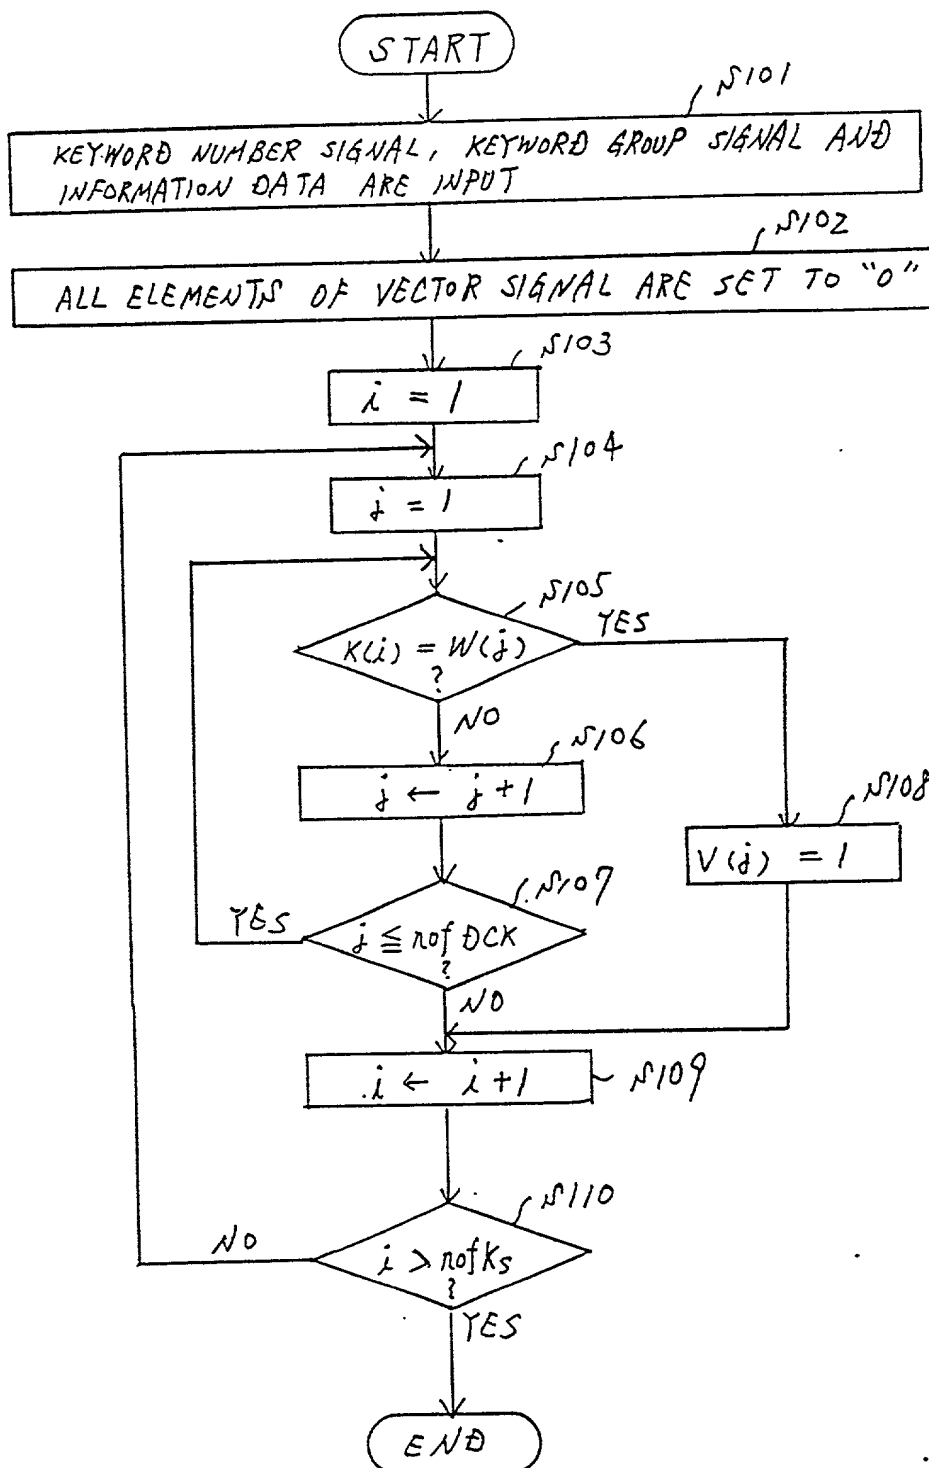 START
S101
KEYWORD NUMBER SIGNAL, KEYWORD GROUP SIGNAL AND
INFORMATION DATA ARE INPUT
S102
ALL ELEMENTS OF VECTOR SIGNAL ARE SET TO "0"
S103
i = 1
S104
j = 1
S105
K(i) = W(j)
?
YES
NO
S106
j ← j + 1
S108
V(j) = 1
S107
j ≦ nofDCK
?
YES
NO
i ← i + 1
S109
S110
i > nofKs
?
NO
YES
END